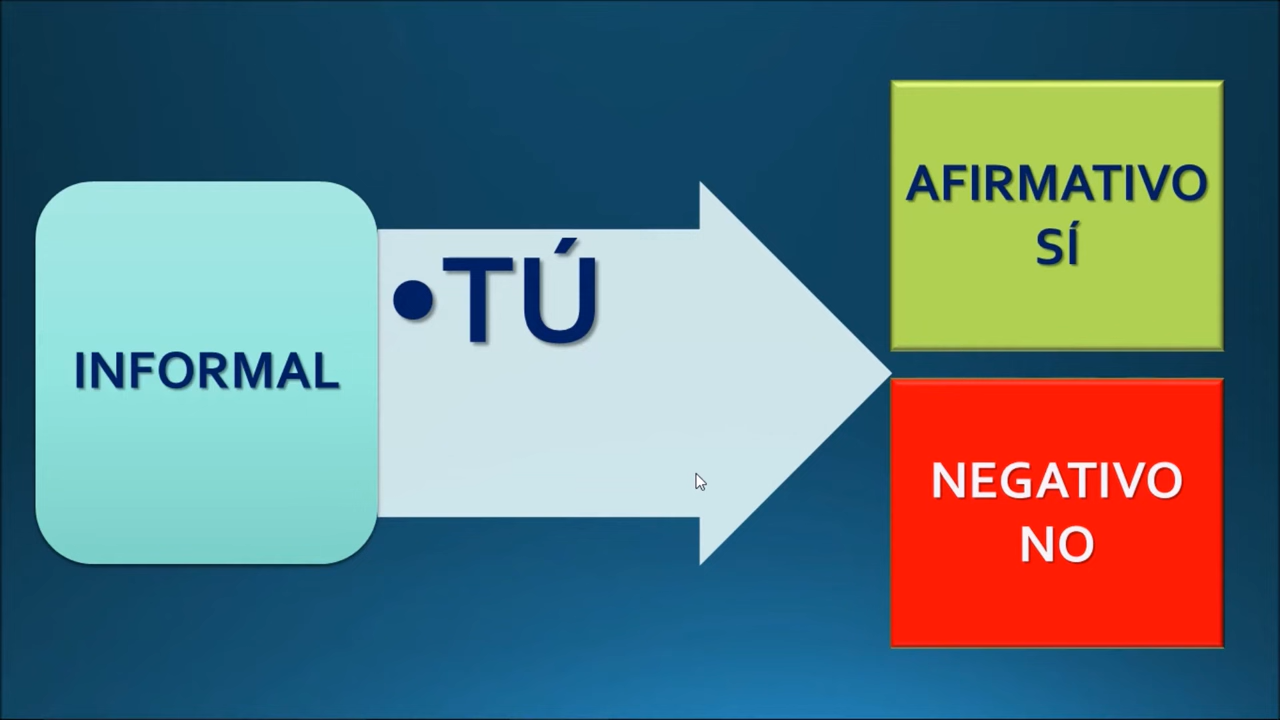 INFORMAL
•TÚ
AFIRMATIVO
SÍ
NEGATIVO
NO